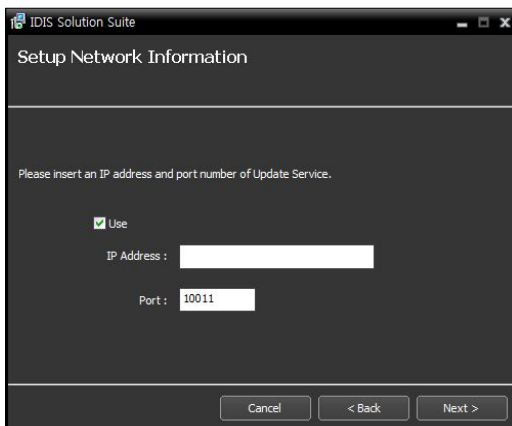 IDIS Solution Suite
Setup Network Information
Please insert an IP address and port number of Update Service.
Use
IP Address :
Port : 10011
Cancel < Back Next >